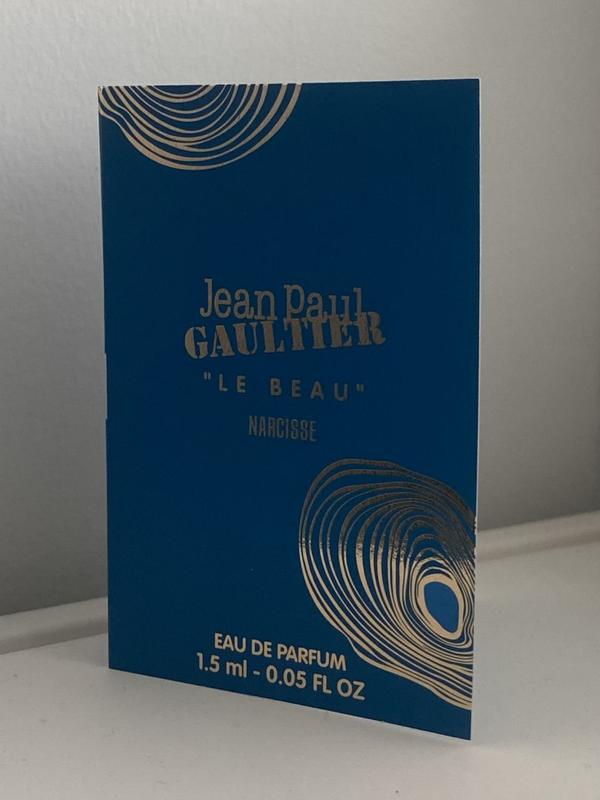 Jean Paul
GAULTIER
"LE BEAU"
NARCISSE
EAU DE PARFUM
1.5 ml - 0.05 FL OZ